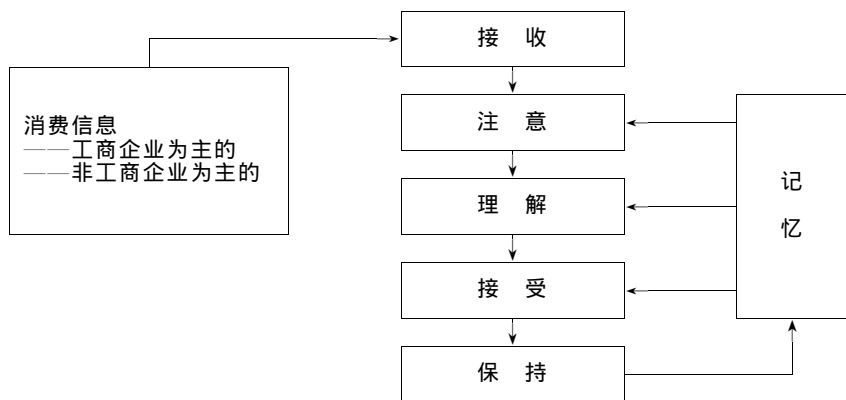 接 收
消费信息
——工商企业为主的
——非工商企业为主的
注 意
理 解
接 受
保 持
记
忆